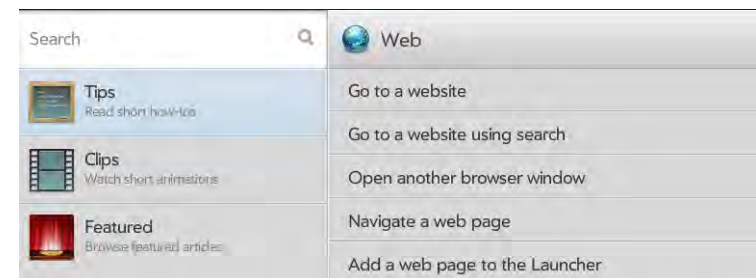 Search
Tips
Read short how-tos
Clips
Watch short animations
Featured
Browse featured articles
Web
Go to a website
Go to a website using search
Open another browser window
Navigate a web page
Add a web page to the Launcher